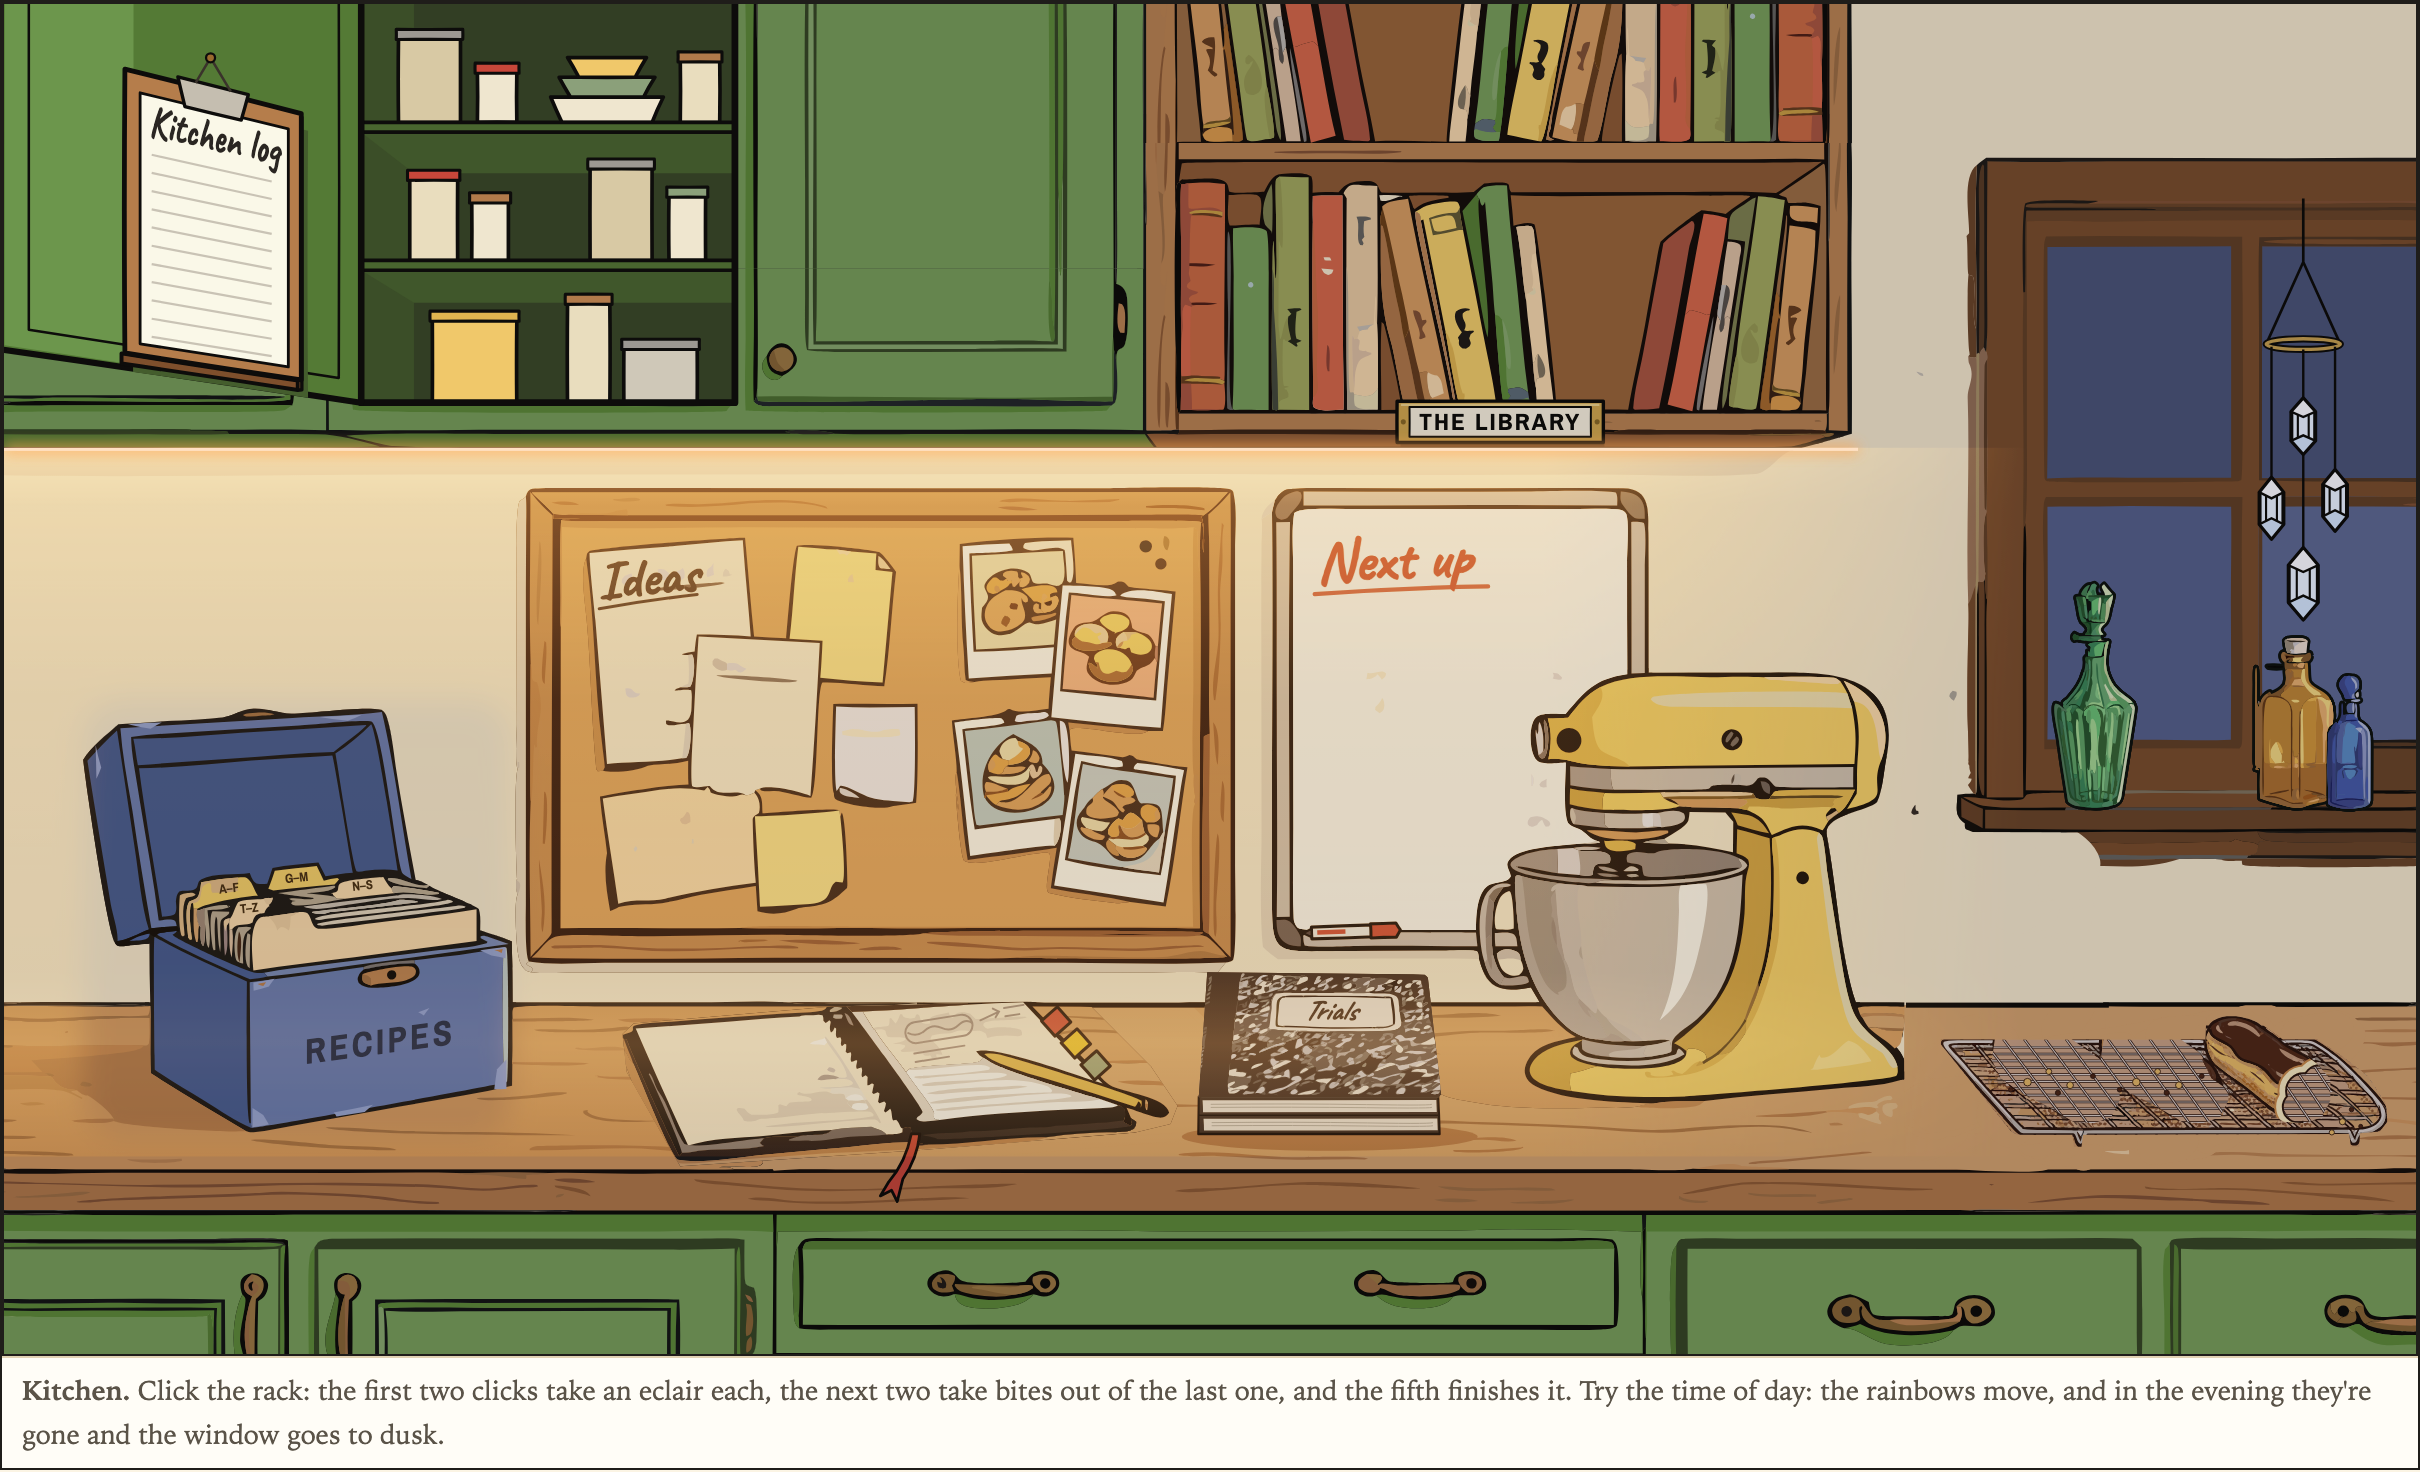 Kitchen log
THE LIBRARY
Ideas
Next up
A–F
G–M
N–S
T–Z
RECIPES
Trials
Kitchen. Click the rack: the first two clicks take an eclair each, the next two take bites out of the last one, and the fifth finishes it. Try the time of day: the rainbows move, and in the evening they're
gone and the window goes to dusk.